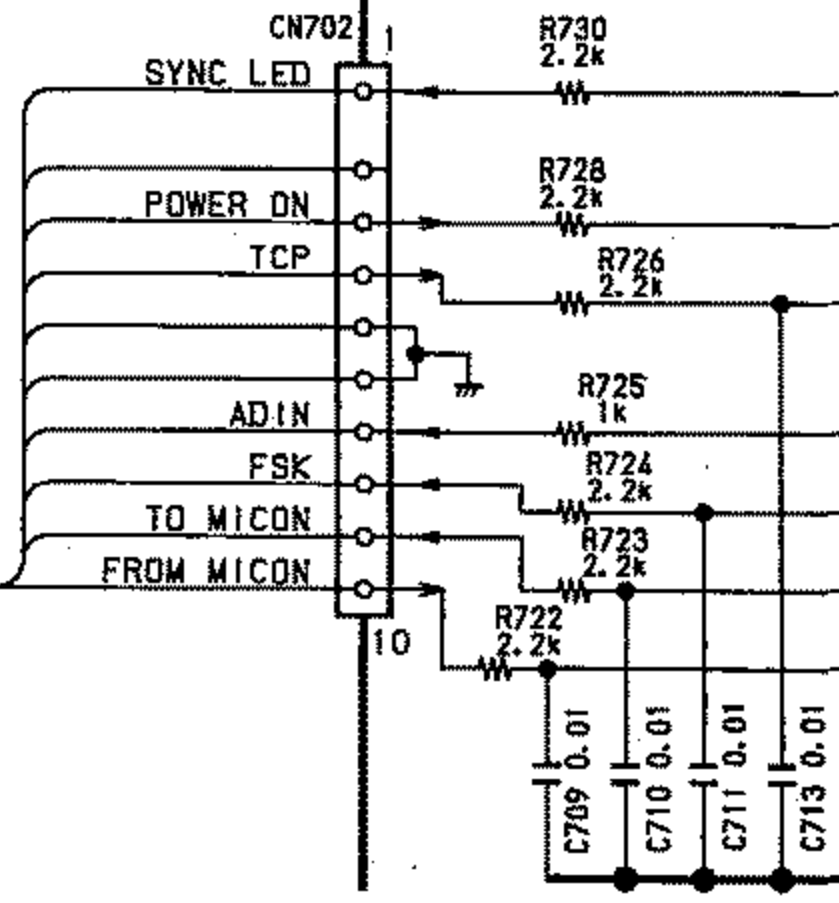 CN702
1
R730
2.2k
SYNC LED
R728
2.2k
POWER ON
TCP
R726
2.2k
R725
1k
ADIN
R724
FSK
2.2k
TO MICON
R723
2.2k
FROM MICON
R722
2.2k
10
C709 0.01
C710 0.01
C711 0.01
C713 0.01